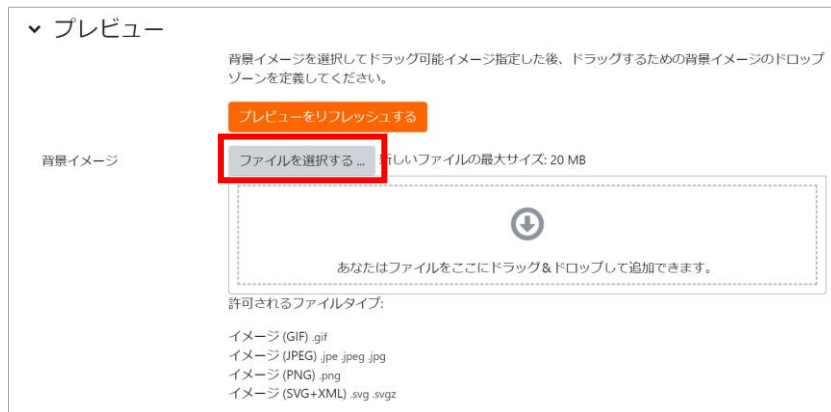 プレビュー
背景イメージを選択してドラッグ可能イメージ指定した後、ドラッグするための背景イメージのドロップ
ゾーンを定義してください。
プレビューをリフレッシュする
背景イメージ
ファイルを選択する ...
新しいファイルの最大サイズ: 20 MB
あなたはファイルをここにドラッグ&ドロップして追加できます。
許可されるファイルタイプ:
イメージ (GIF) .gif
イメージ (JPEG) .jpe .jpeg .jpg
イメージ (PNG) .png
イメージ (SVG+XML) .svg .svgz